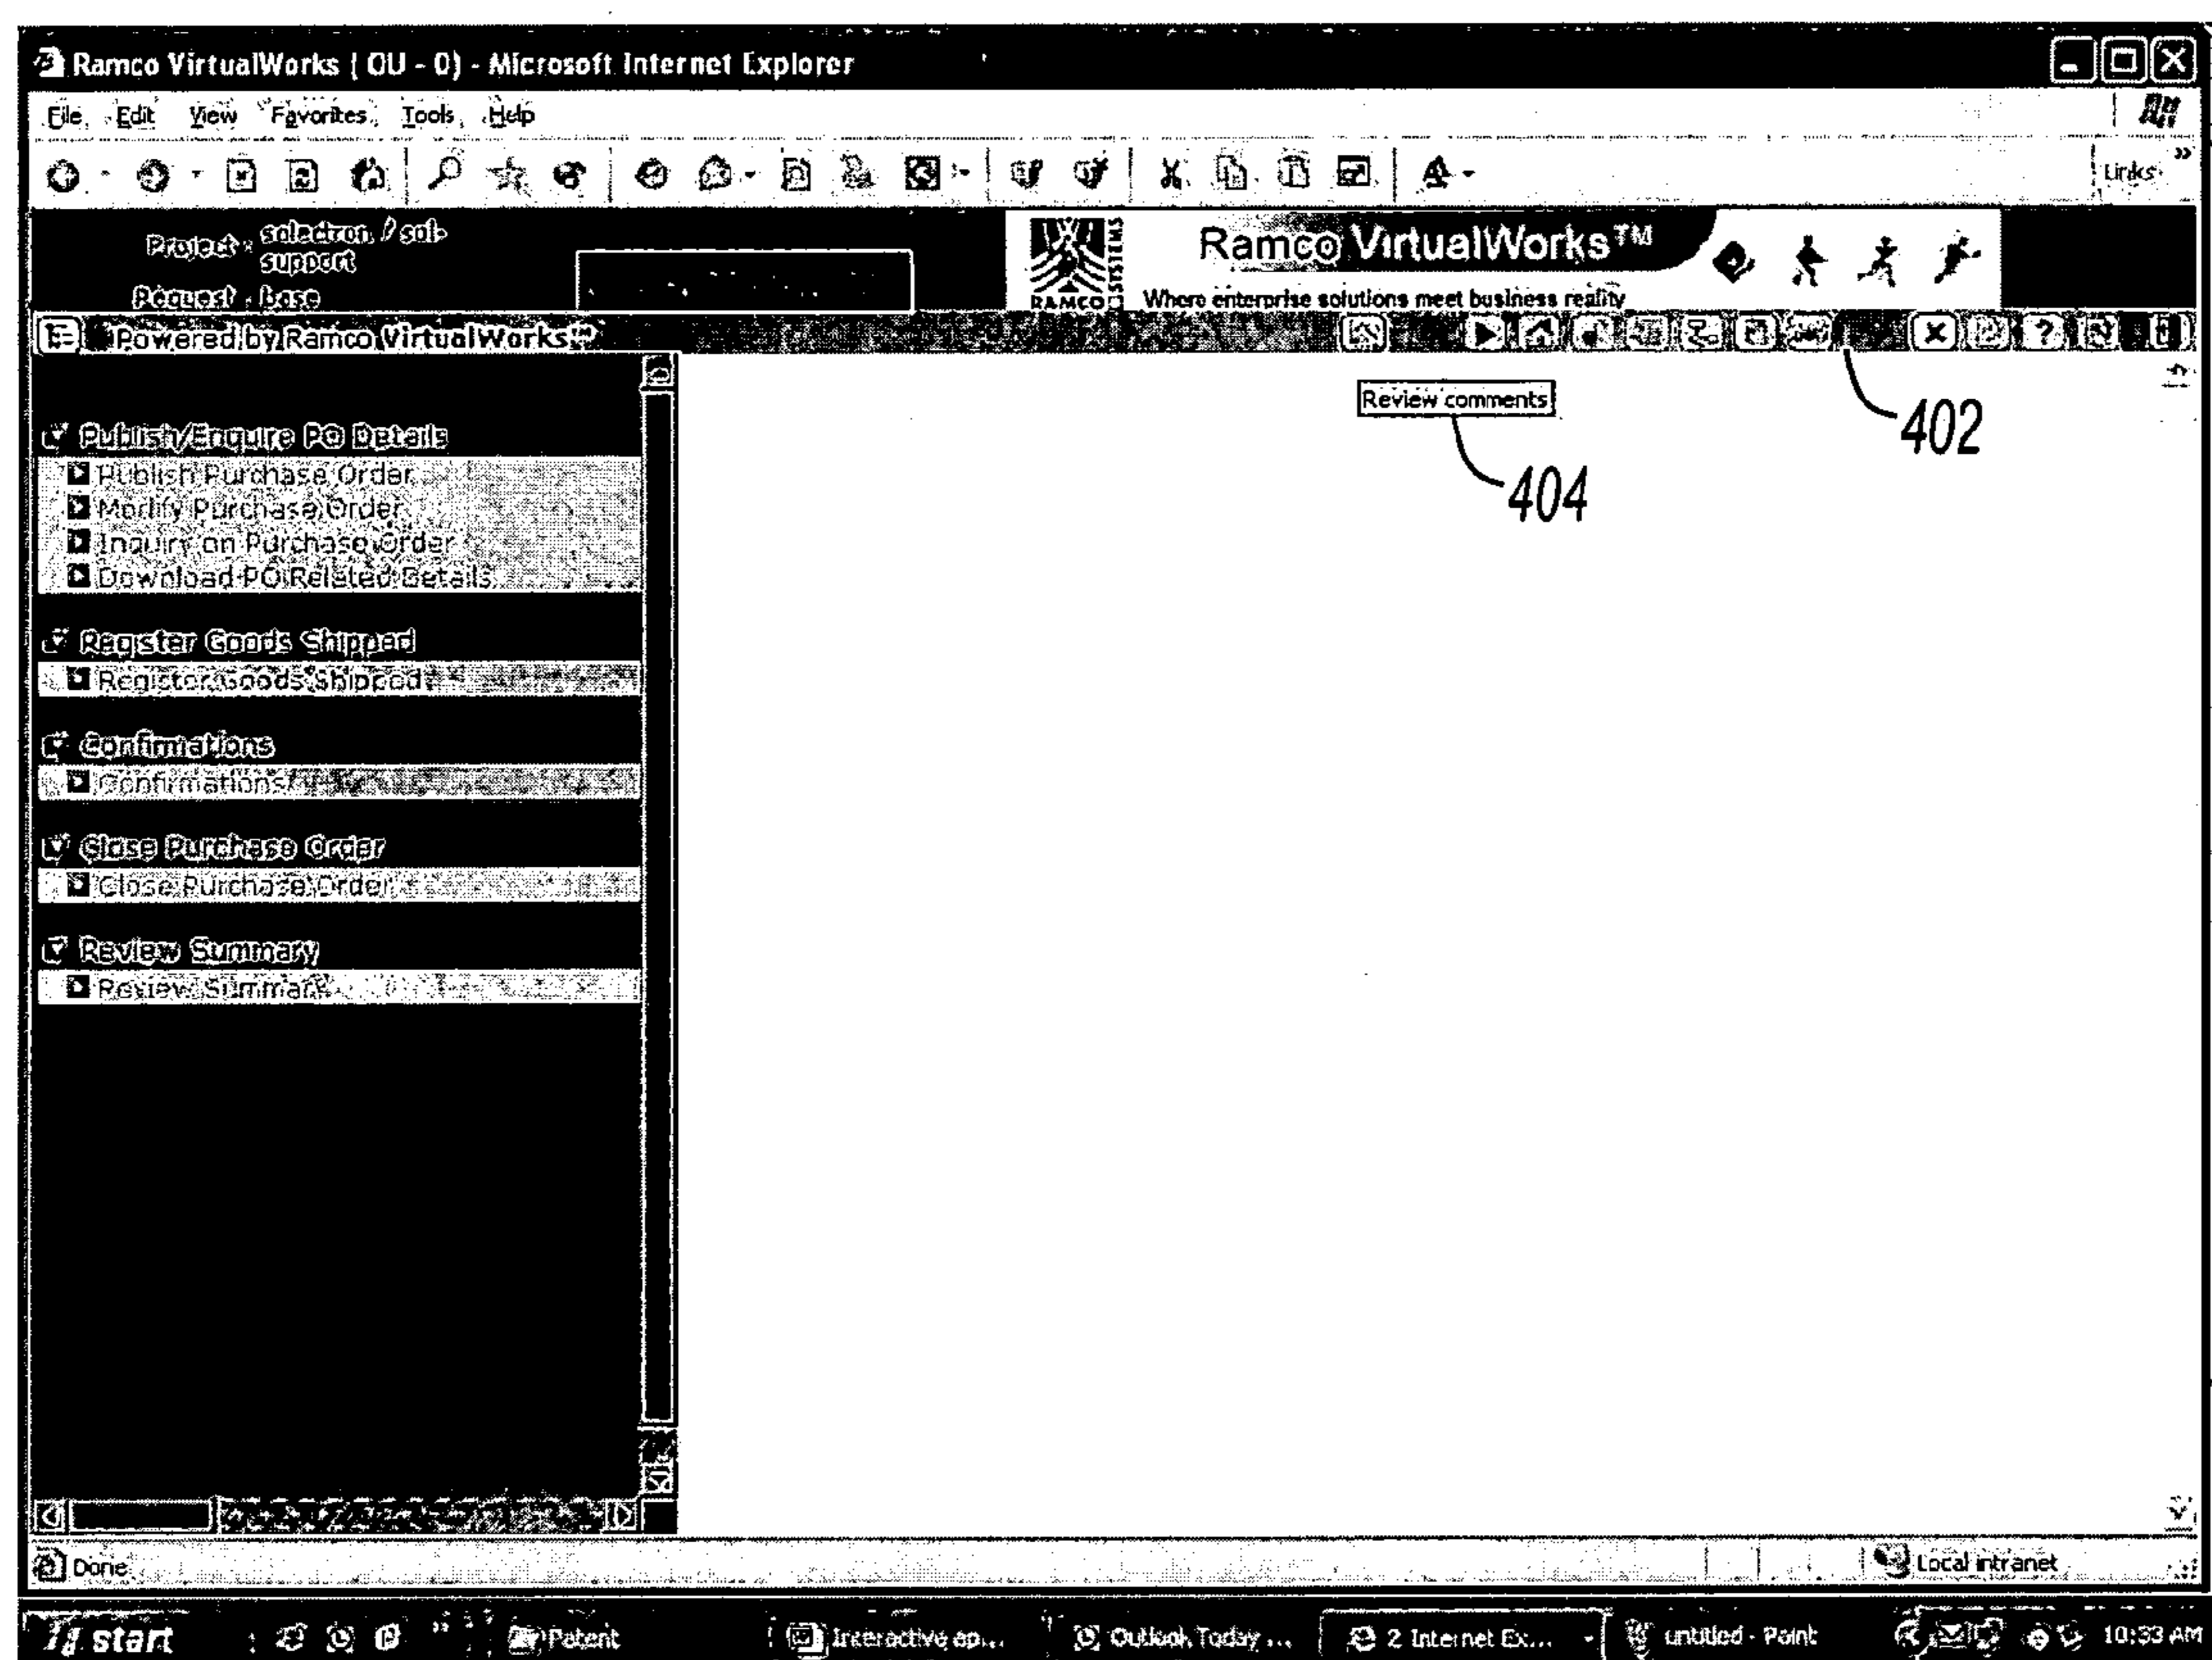 Ramco VirtualWorks ( OU - 0) - Microsoft Internet Explorer
File Edit View Favorites Tools Help
Links »
Project - solectron / sol-
support
Request - base
RAMCO SYSTEMS
Ramco VirtualWorks™
Where enterprise solutions meet business reality
Powered by Ramco VirtualWorks™
Review comments
402
404
Publish/Enquire PO Details
Publish Purchase Order
Modify Purchase Order
Inquiry on Purchase Order
Download PO Related Details
Register Goods Shipped
Register Goods Shipped
Confirmations
Confirmations
Close Purchase Order
Close Purchase Order
Review Summary
Review Summary
Done
Local intranet
start
Patent
Interactive ap...
Outlook Today ...
2 Internet Ex...
untitled - Paint
10:33 AM